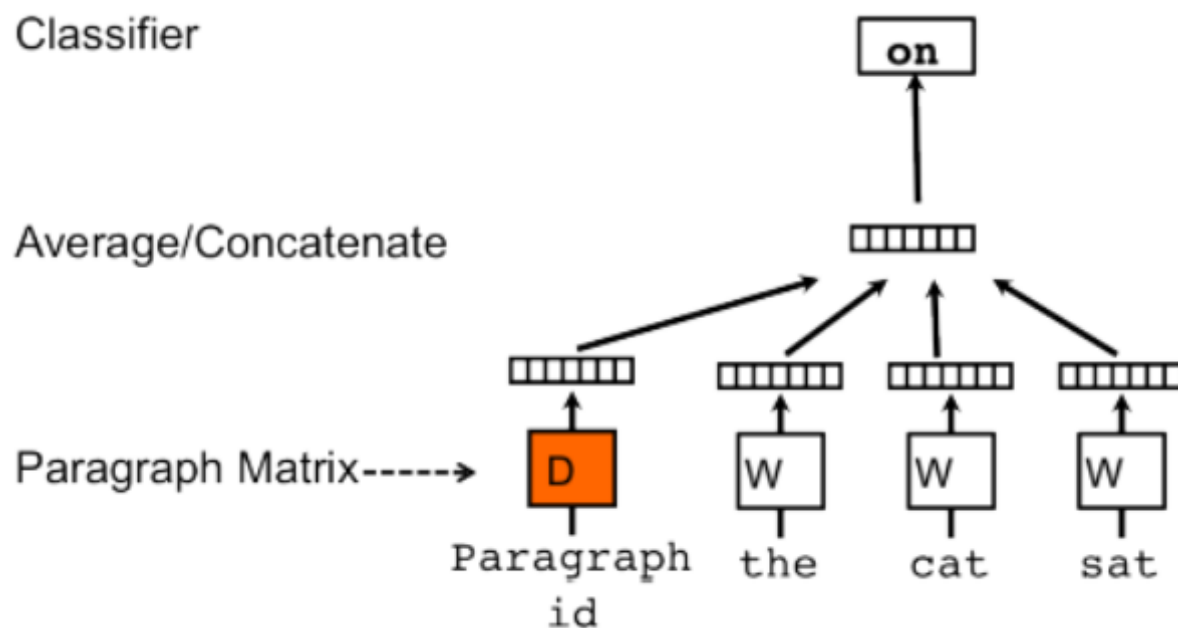 Classifier
on
Average/Concatenate
Paragraph Matrix
D
W
W
W
Paragraph
id
the
cat
sat